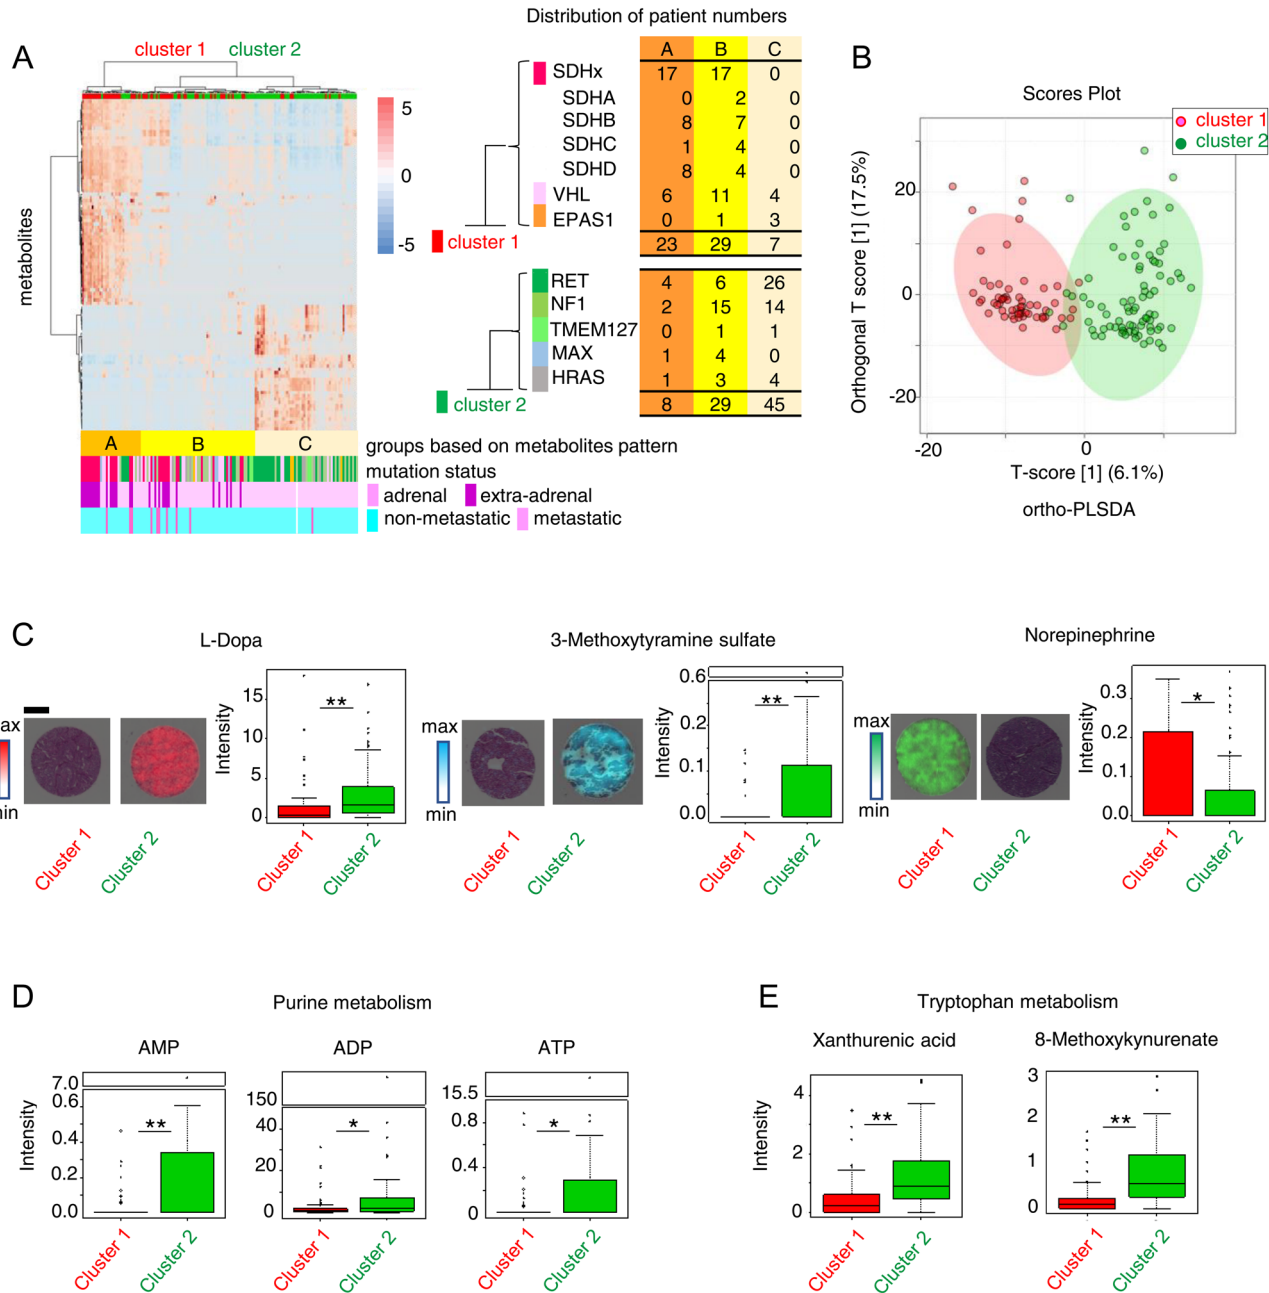 Distribution of patient numbers
A
cluster 1 cluster 2
metabolites
5
0
-5
A B C
SDHx 17 17 0
SDHA 0 2 0
SDHB 8 7 0
SDHC 1 4 0
SDHD 8 4 0
VHL 6 11 4
EPAS1 0 1 3
cluster 1 23 29 7
RET 4 6 26
NF1 2 15 14
TMEM127 0 1 1
MAX 1 4 0
HRAS 1 3 4
cluster 2 8 29 45
A B C groups based on metabolites pattern
mutation status
adrenal extra-adrenal
non-metastatic metastatic
B
Scores Plot
cluster 1
cluster 2
Orthogonal T score [1] (17.5%)
20
0
-20
-20 0
T-score [1] (6.1%)
ortho-PLSDA
C
L-Dopa
ax
in
Cluster 1
Cluster 2
Intensity
15
10
5
0
**
Cluster 1
Cluster 2
3-Methoxytyramine sulfate
max
min
Cluster 1
Cluster 2
Intensity
0.6
0.2
0.1
0.0
**
Cluster 1
Cluster 2
Norepinephrine
max
min
Cluster 1
Cluster 2
Intensity
0.3
0.2
0.1
0.0
*
Cluster 1
Cluster 2
D
Purine metabolism
AMP
Intensity
7.0
0.6
0.4
0.2
0.0
**
Cluster 1
Cluster 2
ADP
150
40
20
0
*
Cluster 1
Cluster 2
ATP
15.5
0.8
0.4
0
*
Cluster 1
Cluster 2
E
Tryptophan metabolism
Xanthurenic acid
Intensity
4
2
0
**
Cluster 1
Cluster 2
8-Methoxykynurenate
3
2
1
0
**
Cluster 1
Cluster 2